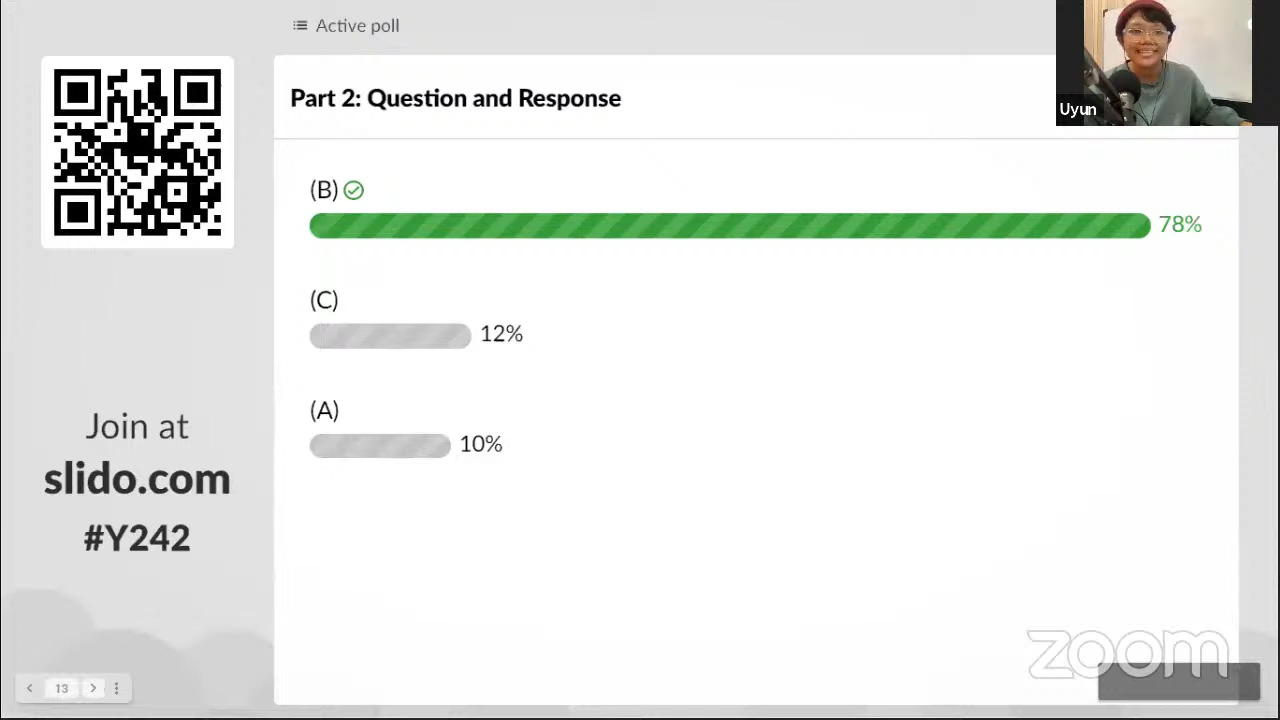 Active poll
Part 2: Question and Response
Uyun
(B)
78%
(C)
12%
(A)
10%
Join at
slido.com
#Y242
13
zoom